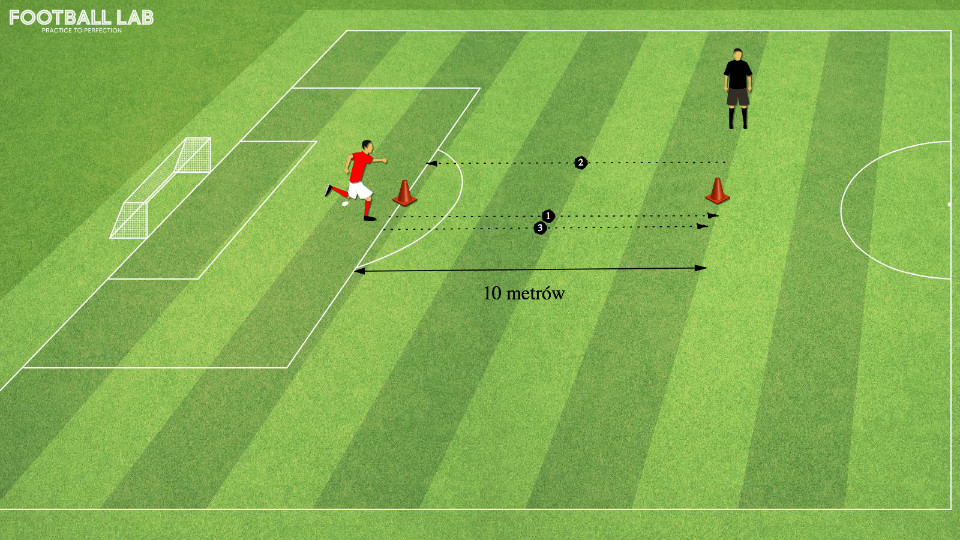 FOOTBALL LAB
PRACTICE TO PERFECTION
2
1
3
10 metrów